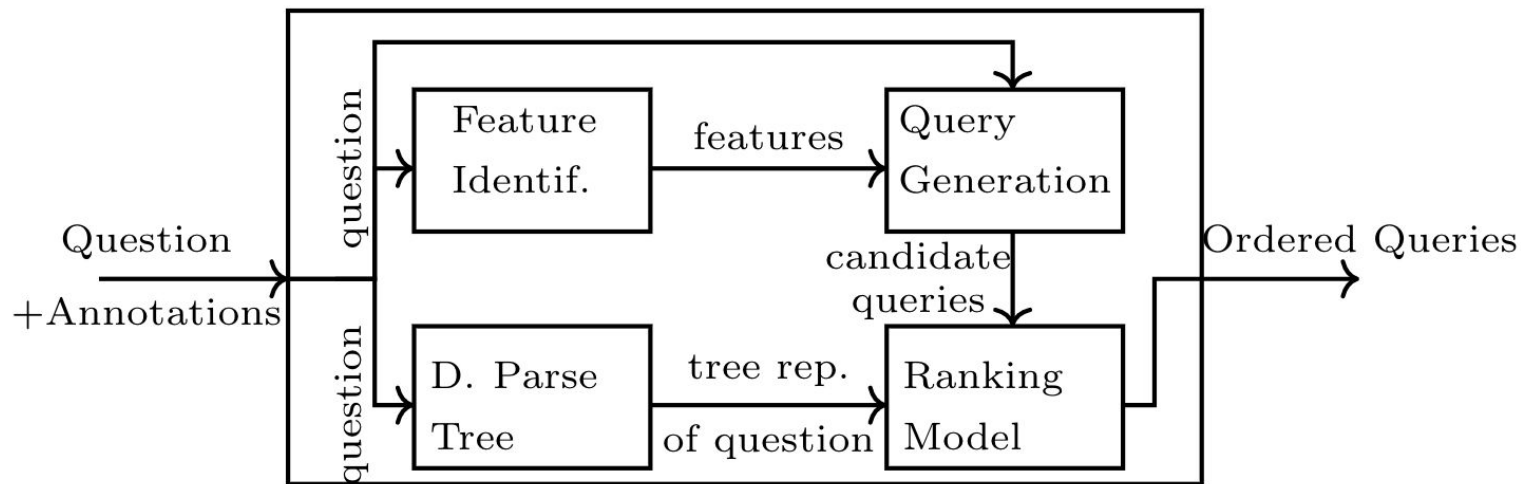 question
Feature
Identif.
features
Query
Generation
Question
+Annotations
candidate
queries
Ordered Queries
question
D. Parse
Tree
tree rep.
of question
Ranking
Model